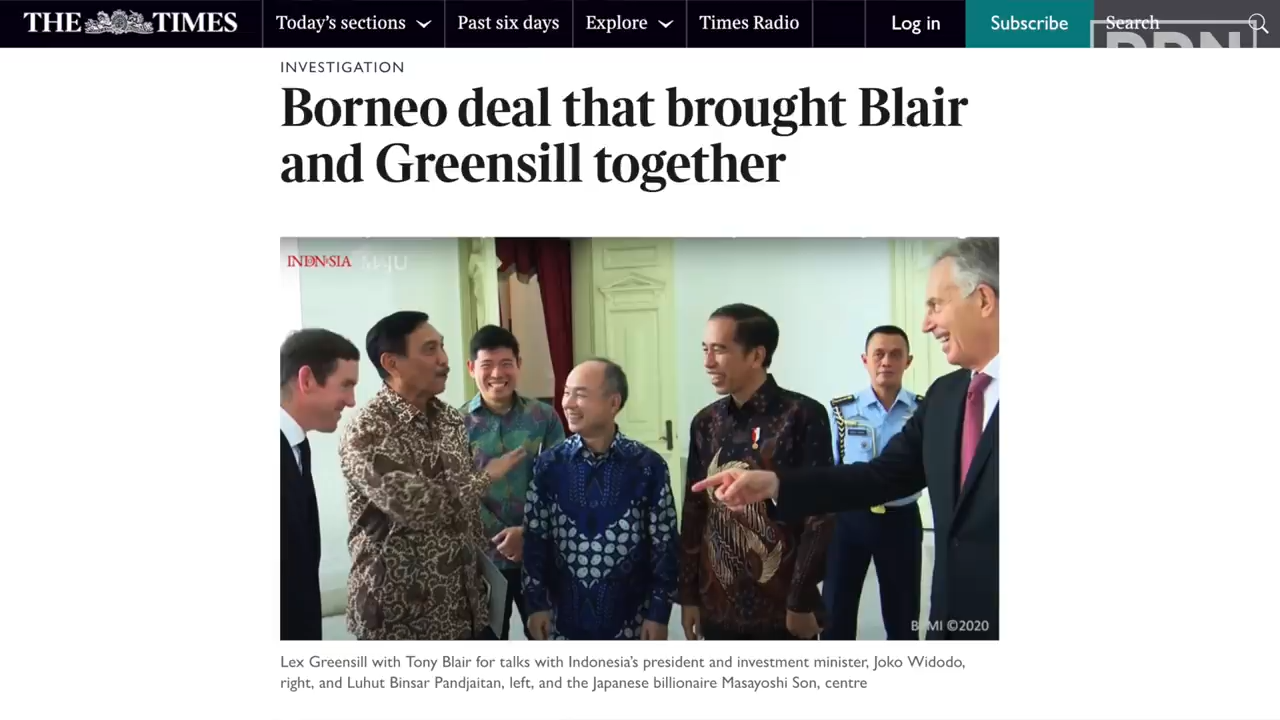 THE TIMES
Today's sections
Past six days
Explore
Times Radio
Log in
Subscribe
Search
INVESTIGATION
Borneo deal that brought Blair
and Greensill together
INDONESIA MAJU
©2020
Lex Greensill with Tony Blair for talks with Indonesia's president and investment minister, Joko Widodo,
right, and Luhut Binsar Pandjaitan, left, and the Japanese billionaire Masayoshi Son, centre